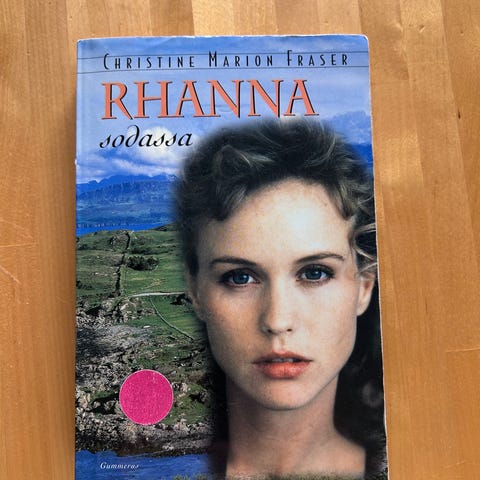 CHRISTINE MARION FRASER
RHANNA
sodassa
Gummerus